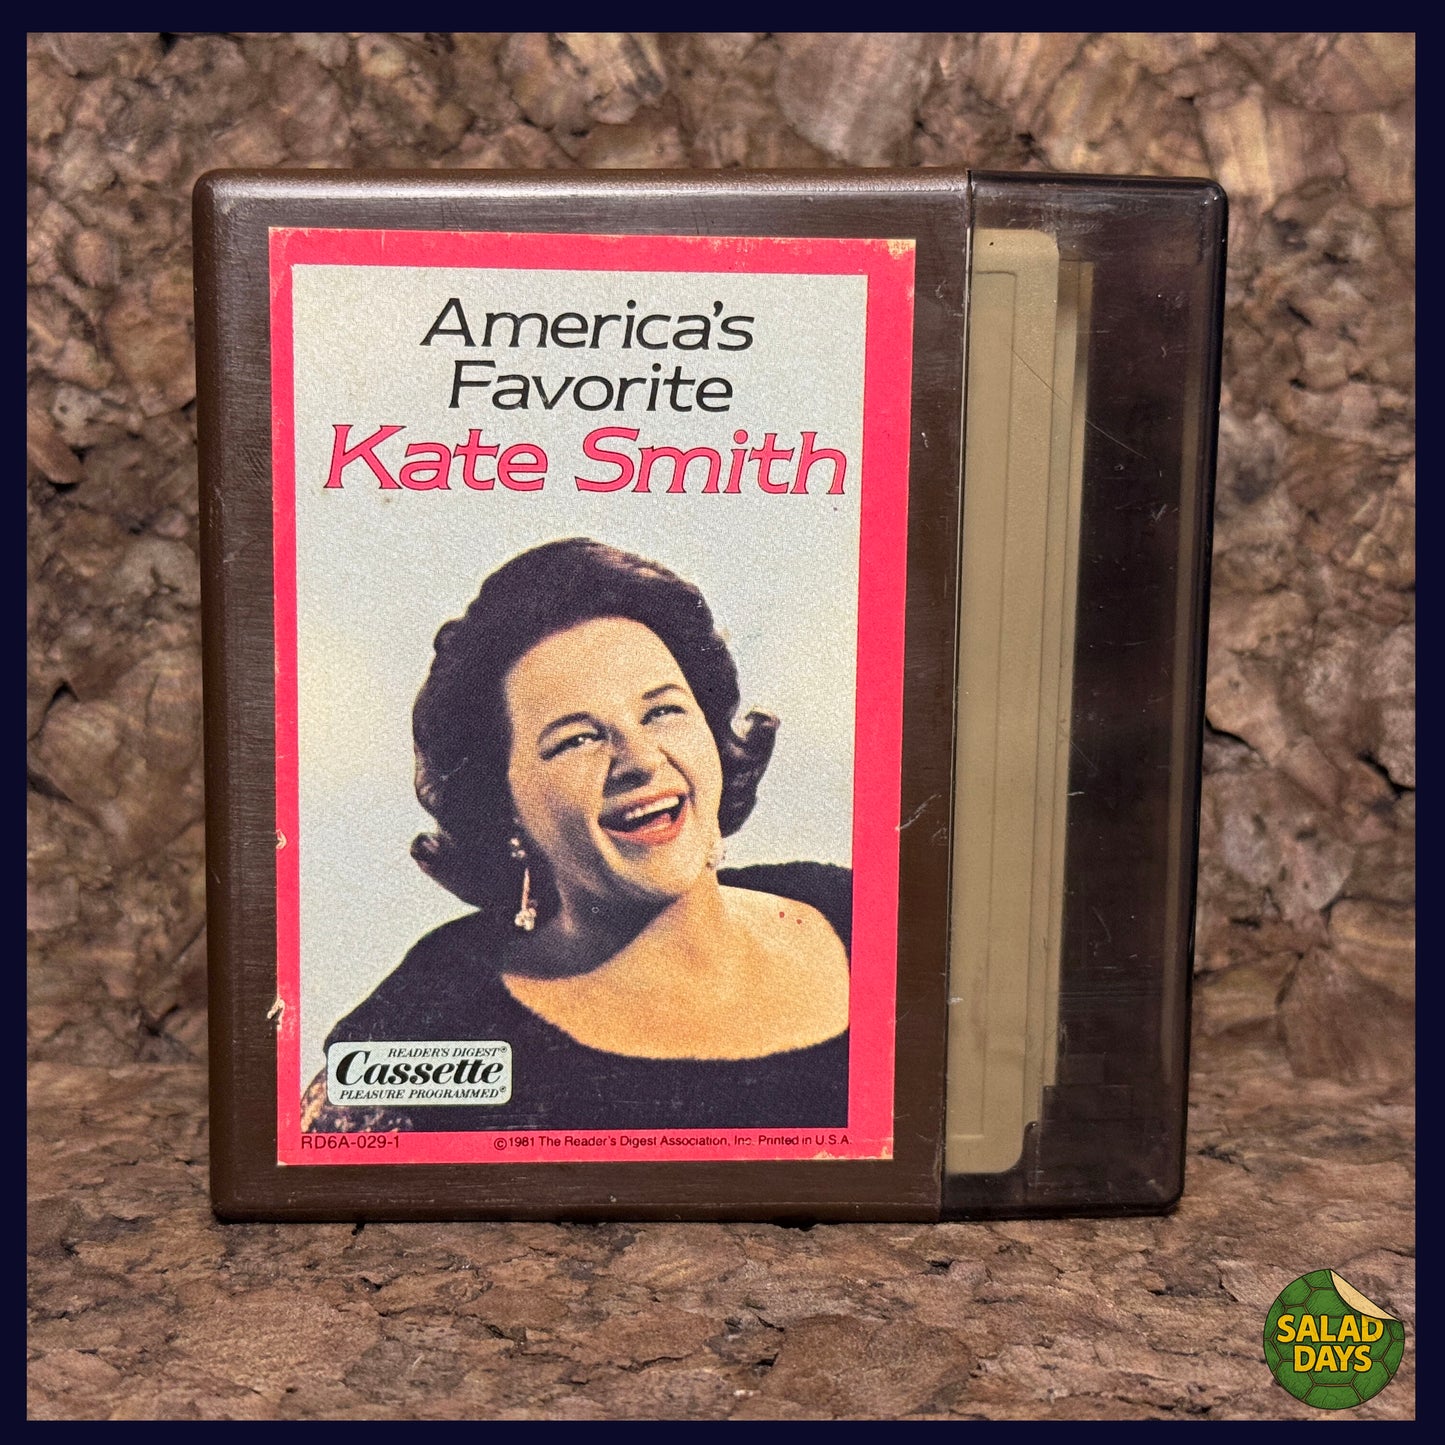 America's
Favorite
Kate Smith
READER'S DIGEST®
Cassette
PLEASURE PROGRAMMED®
RD6A-029-1 ©1981 The Reader's Digest Association, Inc. Printed in U.S.A.
SALAD
DAYS